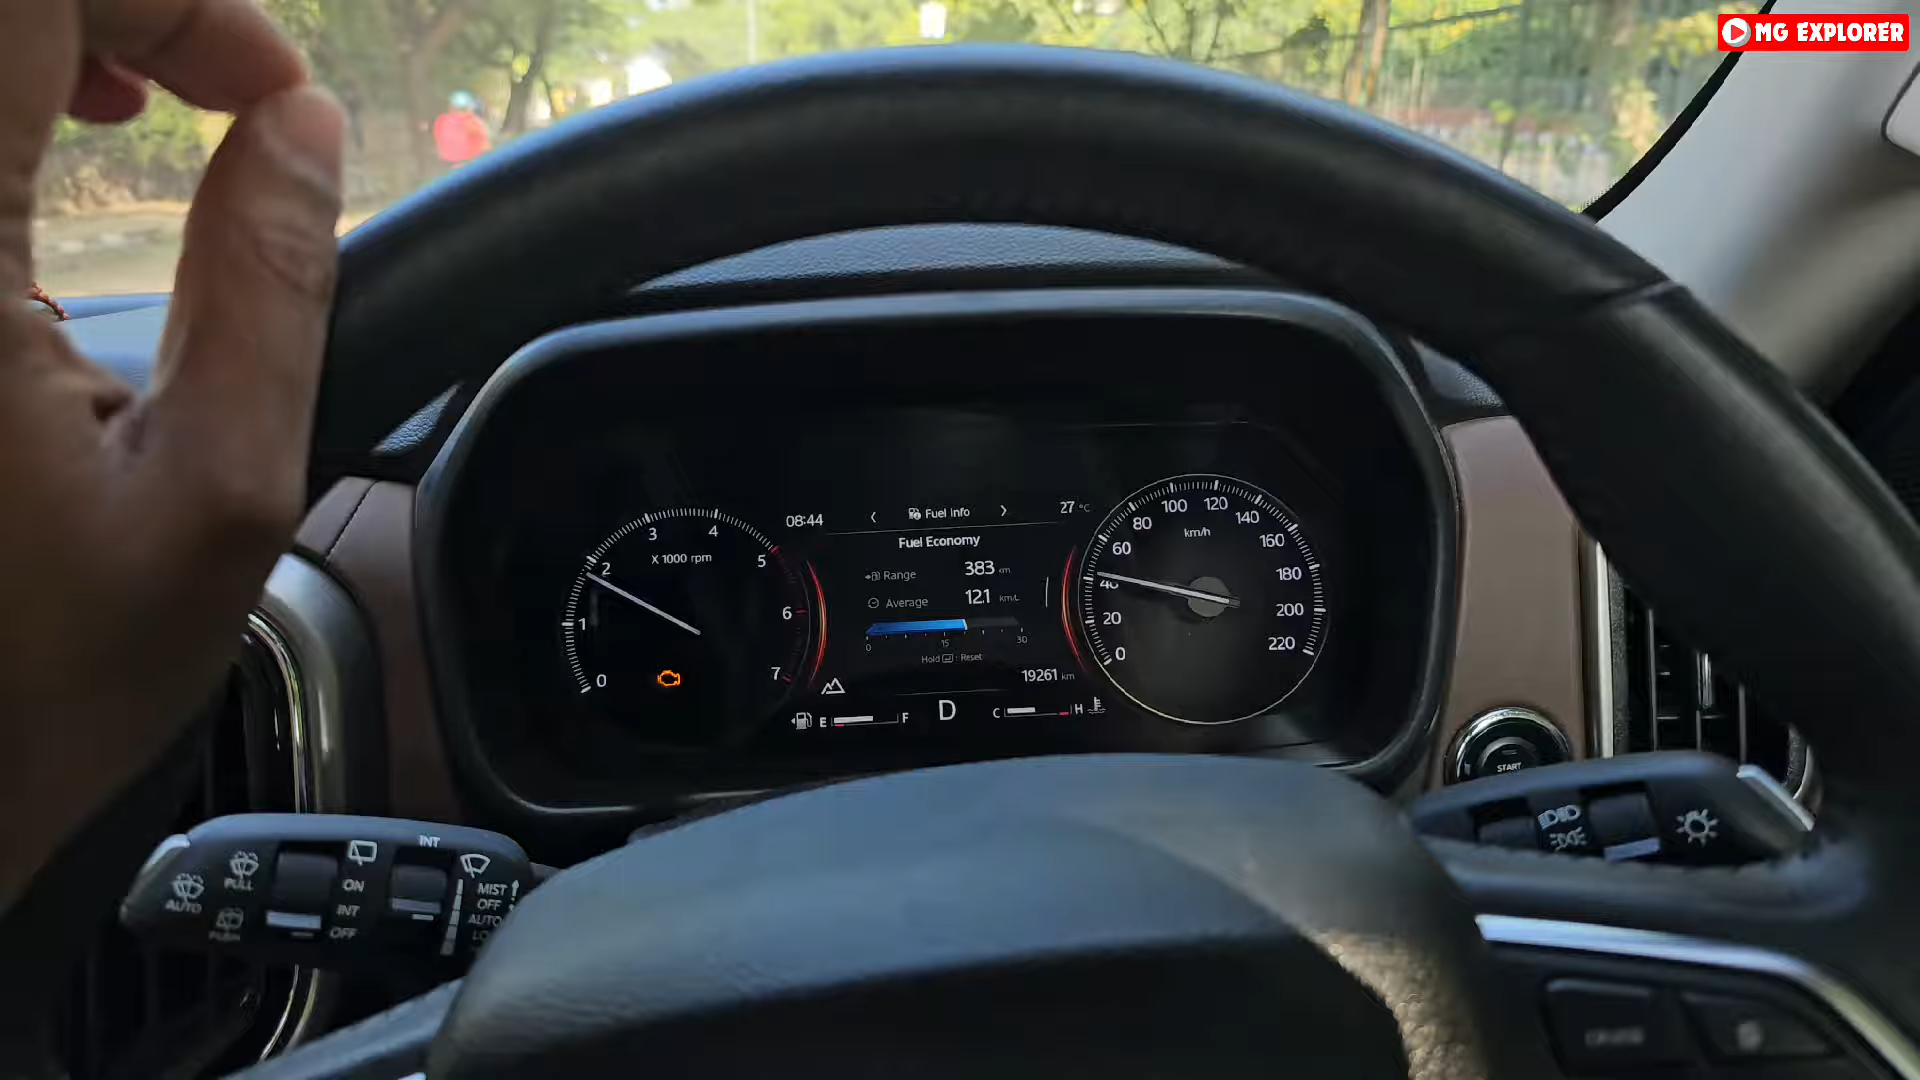 MG EXPLORER
08:44
Fuel Info
27 °C
Fuel Economy
Range 383 km
Average 12.1 km/L
0 15 30
Hold : Reset
19261 km
E F
D
C H
0 1 2 3 4 5 6 7
X 1000 rpm
0 20 40 60 80 100 120 140 160 180 200 220
km/h
START
AUTO
PULL
PUSH
ON
INT
OFF
INT
MIST
OFF
AUTO